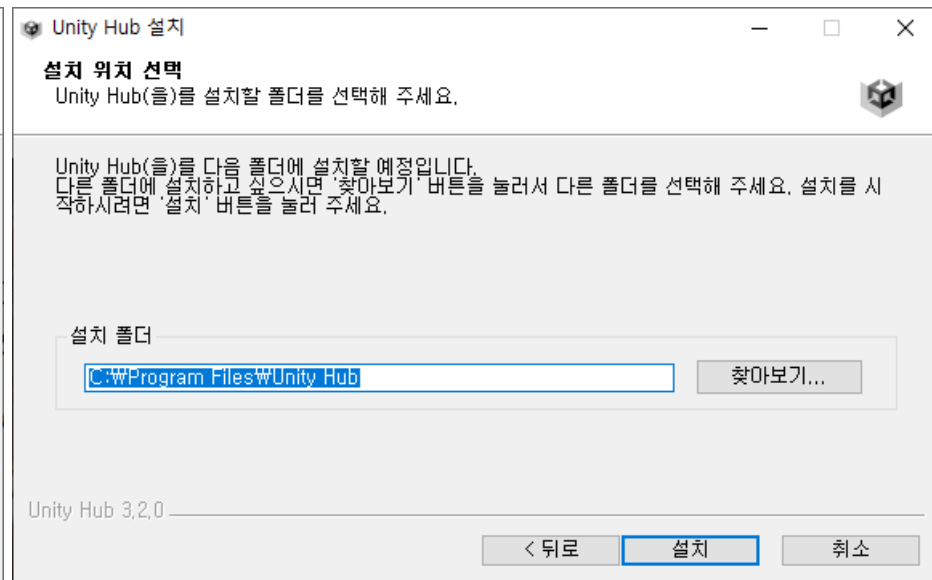 Unity Hub 설치
설치 위치 선택
Unity Hub(을)를 설치할 폴더를 선택해 주세요.
Unity Hub(을)를 다음 폴더에 설치할 예정입니다.
다른 폴더에 설치하고 싶으시면 '찾아보기' 버튼을 눌러서 다른 폴더를 선택해 주세요. 설치를 시
작하시려면 '설치' 버튼을 눌러 주세요.
설치 폴더
C:₩Program Files₩Unity Hub
찾아보기...
Unity Hub 3.2.0
< 뒤로
설치
취소